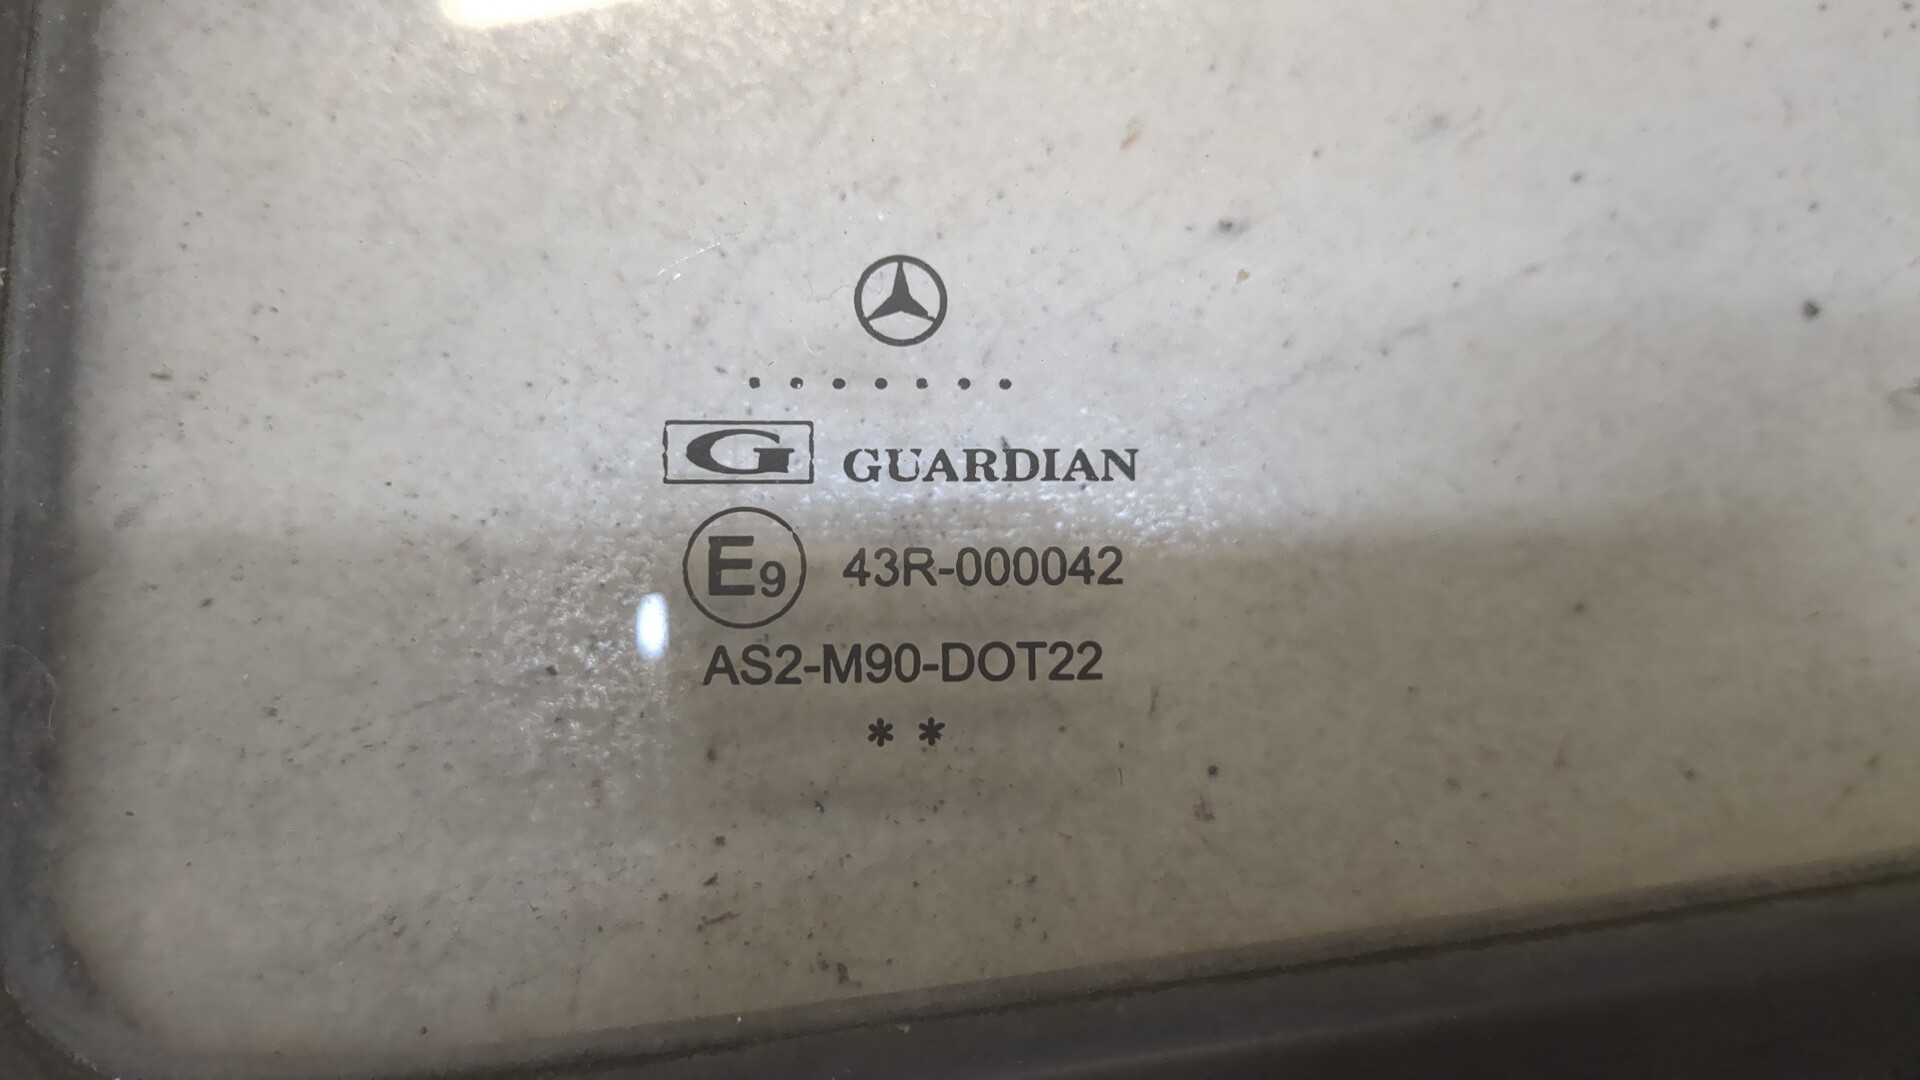 .......
G GUARDIAN
E9 43R-000042
AS2-M90-DOT22
* *